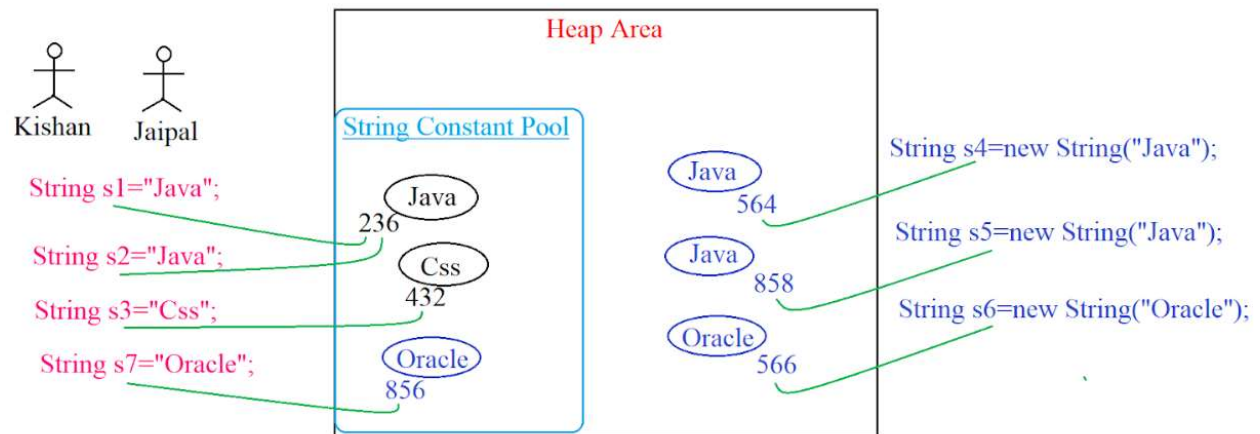 Heap Area
Kishan
Jaipal
String Constant Pool
String s1="Java";
String s2="Java";
String s3="Css";
String s7="Oracle";
Java
236
Css
432
Oracle
856
Java
564
Java
858
Oracle
566
String s4=new String("Java");
String s5=new String("Java");
String s6=new String("Oracle");